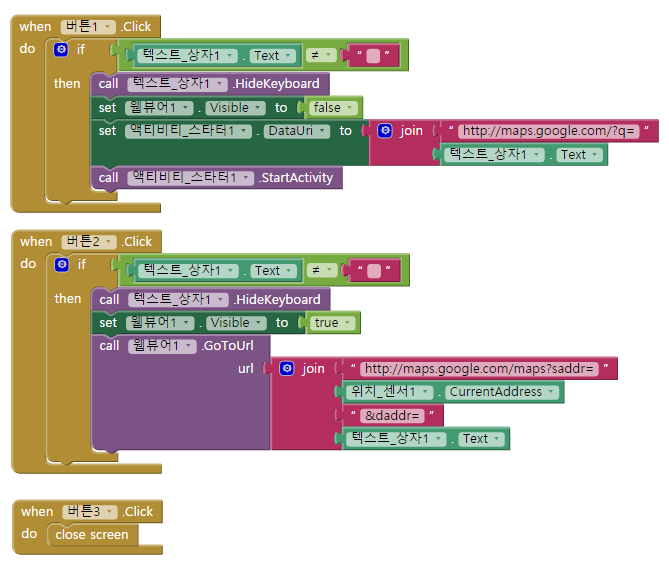 when 버튼1 .Click
do if 텍스트_상자1 . Text ≠ “ ”
then call 텍스트_상자1 .HideKeyboard
set 웹뷰어1 . Visible to false
set 액티비티_스타터1 . DataUri to join “ http://maps.google.com/?q= ”
텍스트_상자1 . Text
call 액티비티_스타터1 .StartActivity
when 버튼2 .Click
do if 텍스트_상자1 . Text ≠ “ ”
then call 텍스트_상자1 .HideKeyboard
set 웹뷰어1 . Visible to true
call 웹뷰어1 .GoToUrl
url join “ http://maps.google.com/maps?saddr= ”
위치_센서1 . CurrentAddress
“ &daddr= ”
텍스트_상자1 . Text
when 버튼3 .Click
do close screen